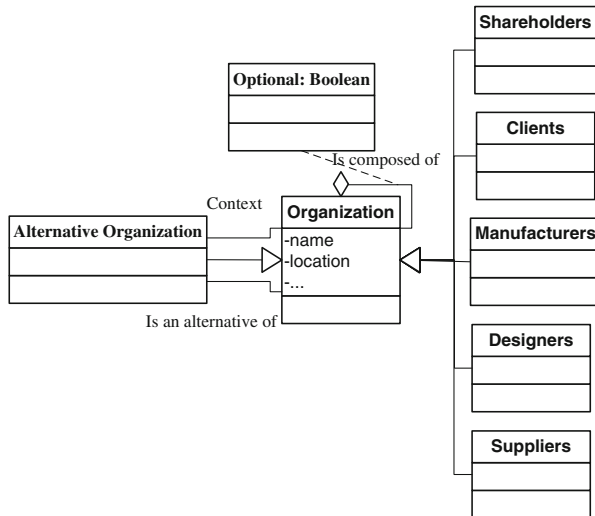 Shareholders
Optional: Boolean
Clients
Is composed of
Context
Organization
Alternative Organization
-name
-location
-...
Manufacturers
Is an alternative of
Designers
Suppliers